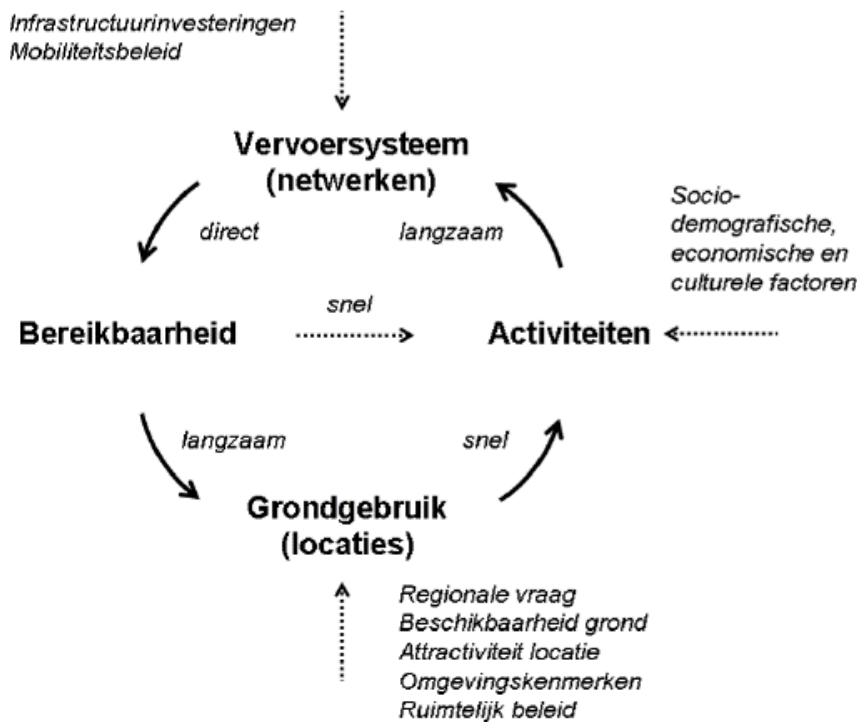 Infrastructuurinvesteringen
Mobiliteitsbeleid
Vervoersysteem
(netwerken)
direct
langzaam
Socio-
demografische,
economische en
culturele factoren
snel
Bereikbaarheid
Activiteiten
langzaam
snel
Grondgebruik
(locaties)
Regionale vraag
Beschikbaarheid grond
Attractiviteit locatie
Omgevingskenmerken
Ruimtelijk beleid